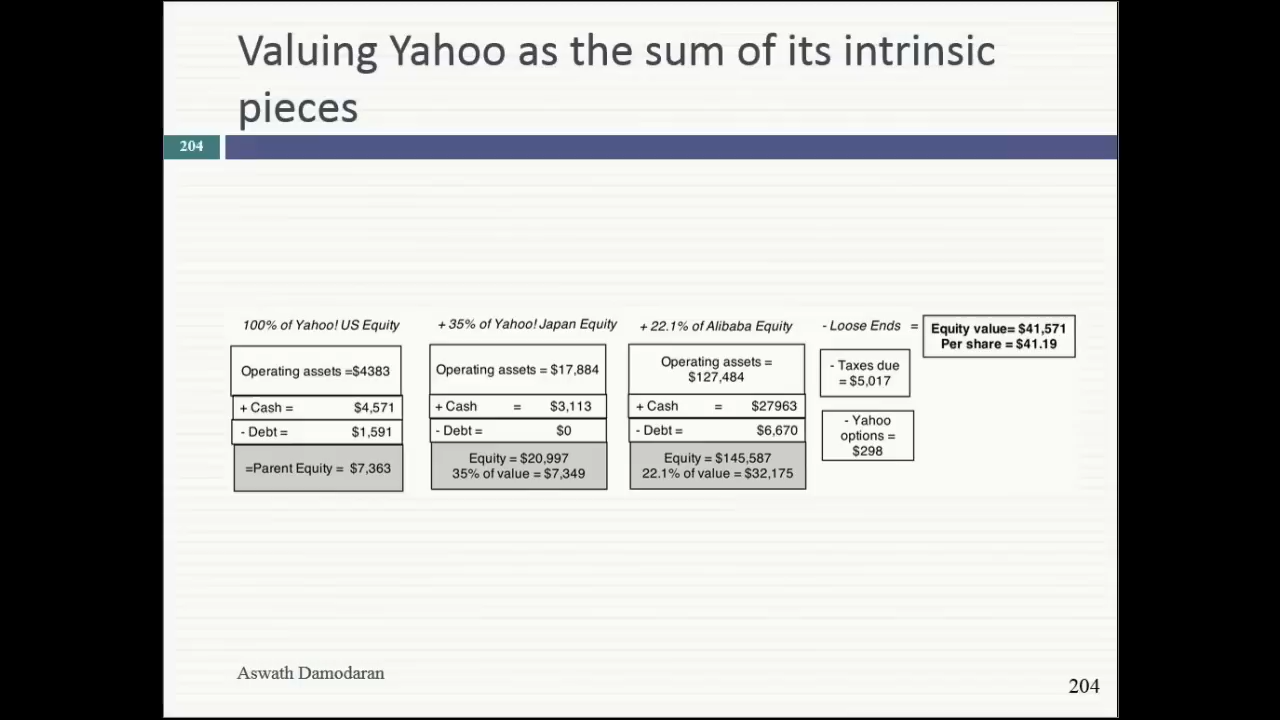 Valuing Yahoo as the sum of its intrinsic
pieces
204
100% of Yahoo! US Equity
Operating assets =$4383
+ Cash = $4,571
- Debt = $1,591
=Parent Equity = $7,363
+ 35% of Yahoo! Japan Equity
Operating assets = $17,884
+ Cash = $3,113
- Debt = $0
Equity = $20,997
35% of value = $7,349
+ 22.1% of Alibaba Equity
Operating assets =
$127,484
+ Cash = $27963
- Debt = $6,670
Equity = $145,587
22.1% of value = $32,175
- Loose Ends =
- Taxes due
= $5,017
- Yahoo
options =
$298
Equity value= $41,571
Per share = $41.19
Aswath Damodaran
204